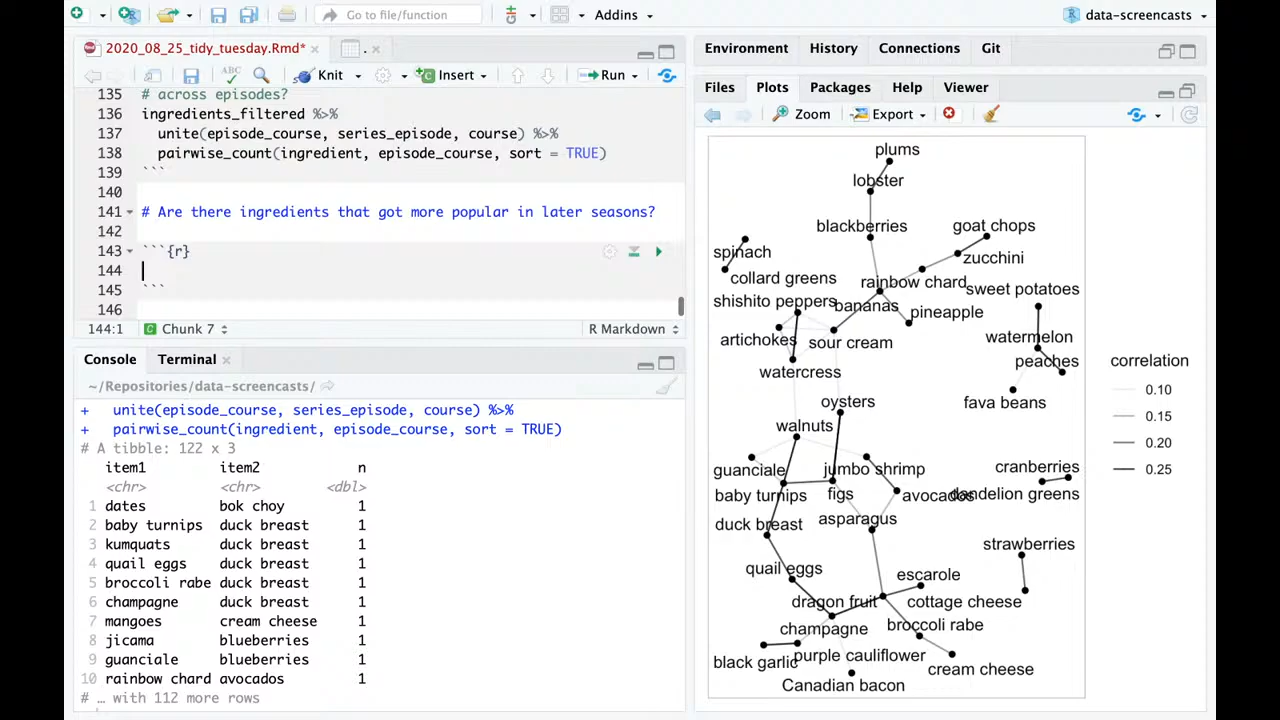 Go to file/function
Addins
data-screencasts
2020_08_25_tidy_tuesday.Rmd*
.
ABC
Knit
Insert
Run
135 # across episodes?
136 ingredients_filtered %>%
137 unite(episode_course, series_episode, course) %>%
138 pairwise_count(ingredient, episode_course, sort = TRUE)
139 ```
140
141 # Are there ingredients that got more popular in later seasons?
142
143 ```{r}
144
145 ```
146
144:1 Chunk 7 R Markdown
Console Terminal
~/Repositories/data-screencasts/
+ unite(episode_course, series_episode, course) %>%
+ pairwise_count(ingredient, episode_course, sort = TRUE)
# A tibble: 122 x 3
item1 item2 n
<chr> <chr> <dbl>
1 dates bok choy 1
2 baby turnips duck breast 1
3 kumquats duck breast 1
4 quail eggs duck breast 1
5 broccoli rabe duck breast 1
6 champagne duck breast 1
7 mangoes cream cheese 1
8 jicama blueberries 1
9 guanciale blueberries 1
10 rainbow chard avocados 1
# … with 112 more rows
Environment History Connections Git
Files Plots Packages Help Viewer
Zoom Export
plums
lobster
blackberries
goat chops
spinach
zucchini
collard greens
rainbow chard
sweet potatoes
shishito peppers
bananas
pineapple
artichokes
sour cream
watermelon
peaches
watercress
fava beans
oysters
walnuts
guanciale
jumbo shrimp
cranberries
baby turnips
figs
avocados
dandelion greens
duck breast
asparagus
strawberries
quail eggs
escarole
dragon fruit
cottage cheese
champagne
broccoli rabe
black garlic
purple cauliflower
cream cheese
Canadian bacon
correlation
0.10
0.15
0.20
0.25